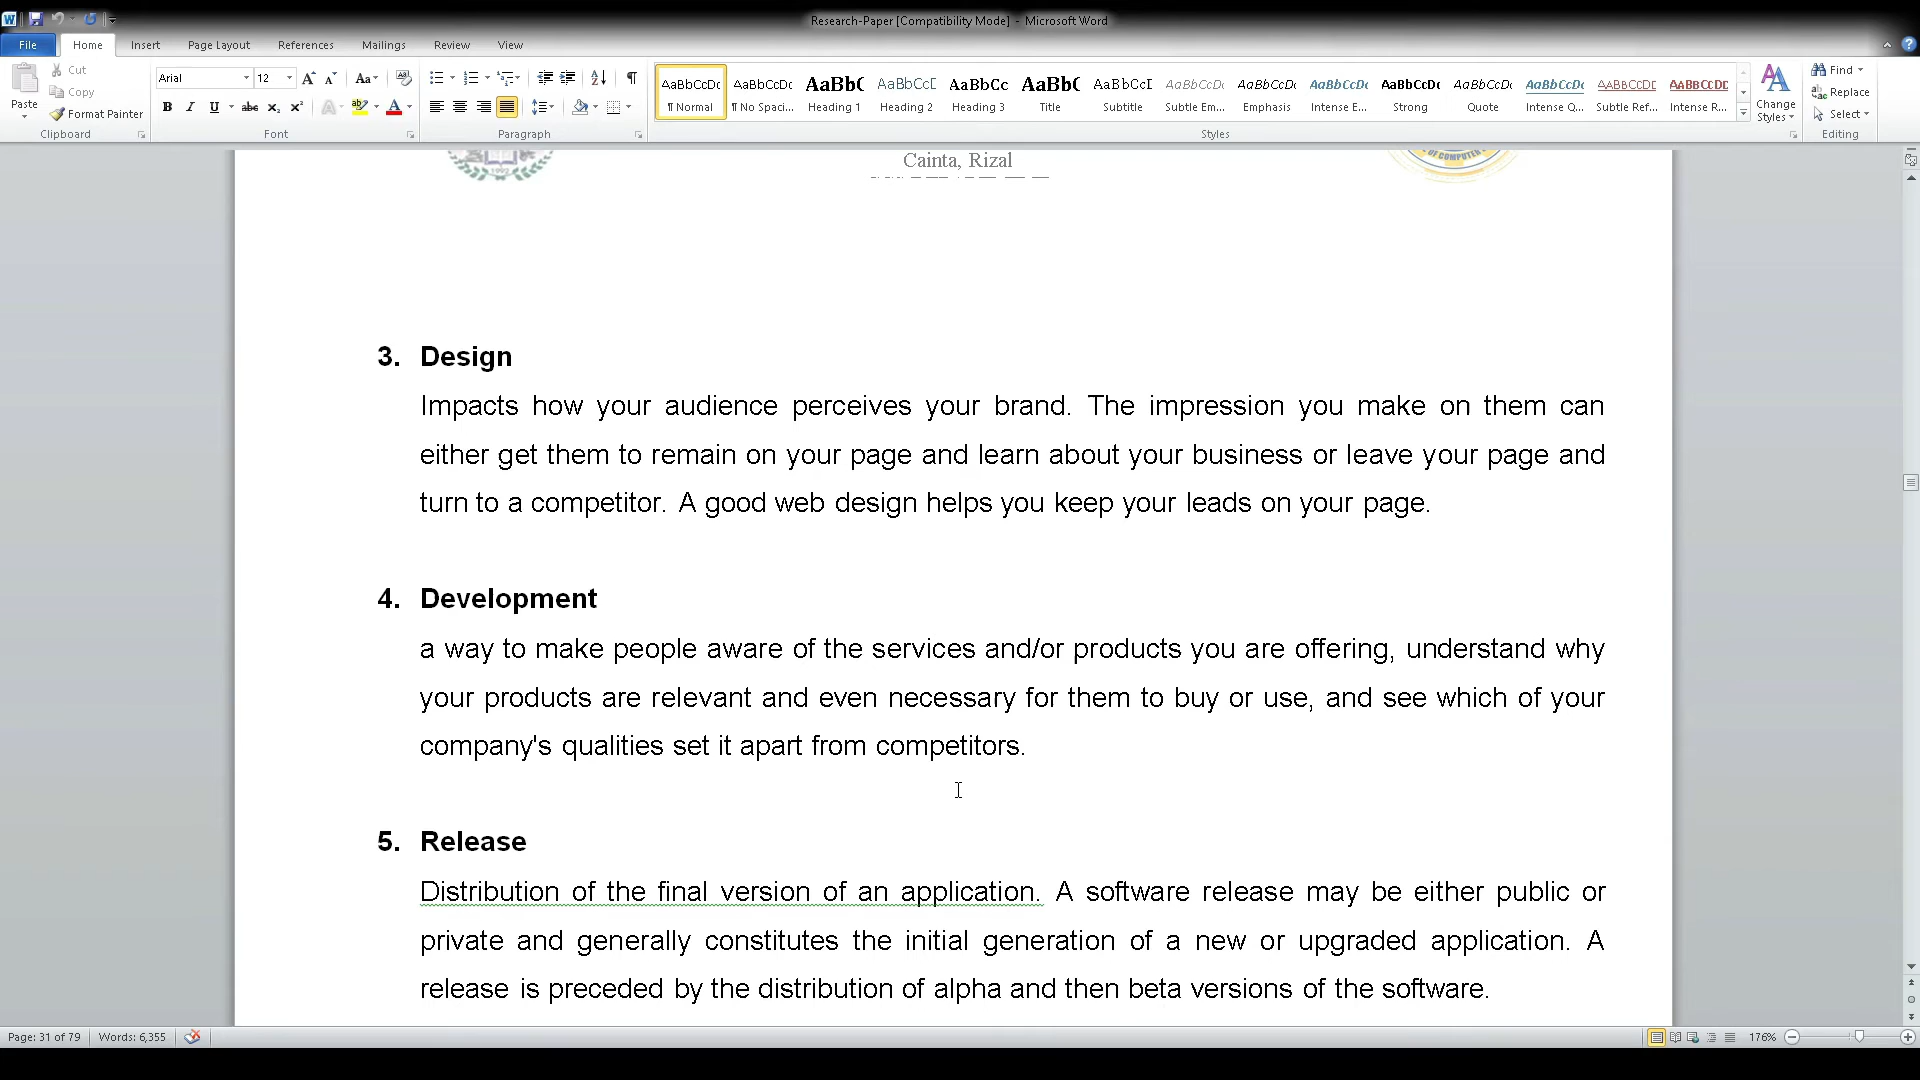 Research-Paper [Compatibility Mode] - Microsoft Word
File Home Insert Page Layout References Mailings Review View
Cut
Copy
Format Painter
Paste
Clipboard
Arial 12
Font
Paragraph
AaBbCcDc AaBbCcDc AaBb( AaBbCcD AaBbCc AaBb( AaBbCcI AaBbCcDc AaBbCcDc AaBbCcDc AaBbCcDc AaBbCcDc AaBbCcDc AABBCCDD AABBCCDD
¶ Normal ¶ No Spaci... Heading 1 Heading 2 Heading 3 Title Subtitle Subtle Em... Emphasis Intense E... Strong Quote Intense Q... Subtle Ref... Intense R...
Styles
Change Styles
Find
Replace
Select
Editing
1992
OF COMPUTER
Cainta, Rizal
3. Design
Impacts how your audience perceives your brand. The impression you make on them can
either get them to remain on your page and learn about your business or leave your page and
turn to a competitor. A good web design helps you keep your leads on your page.
4. Development
a way to make people aware of the services and/or products you are offering, understand why
your products are relevant and even necessary for them to buy or use, and see which of your
company's qualities set it apart from competitors.
5. Release
Distribution of the final version of an application. A software release may be either public or
private and generally constitutes the initial generation of a new or upgraded application. A
release is preceded by the distribution of alpha and then beta versions of the software.
Page: 31 of 79 Words: 6,355 176%